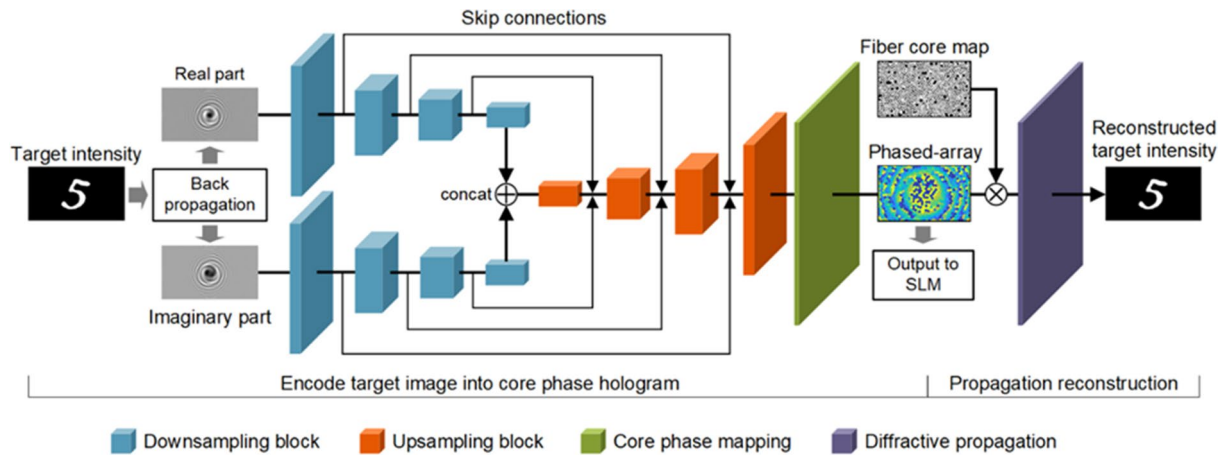 Skip connections
Fiber core map
Real part
Target intensity
5
Back
propagation
concat
Phased-array
Reconstructed
target intensity
5
Output to
SLM
Imaginary part
Encode target image into core phase hologram
Propagation reconstruction
Downsampling block
Upsampling block
Core phase mapping
Diffractive propagation